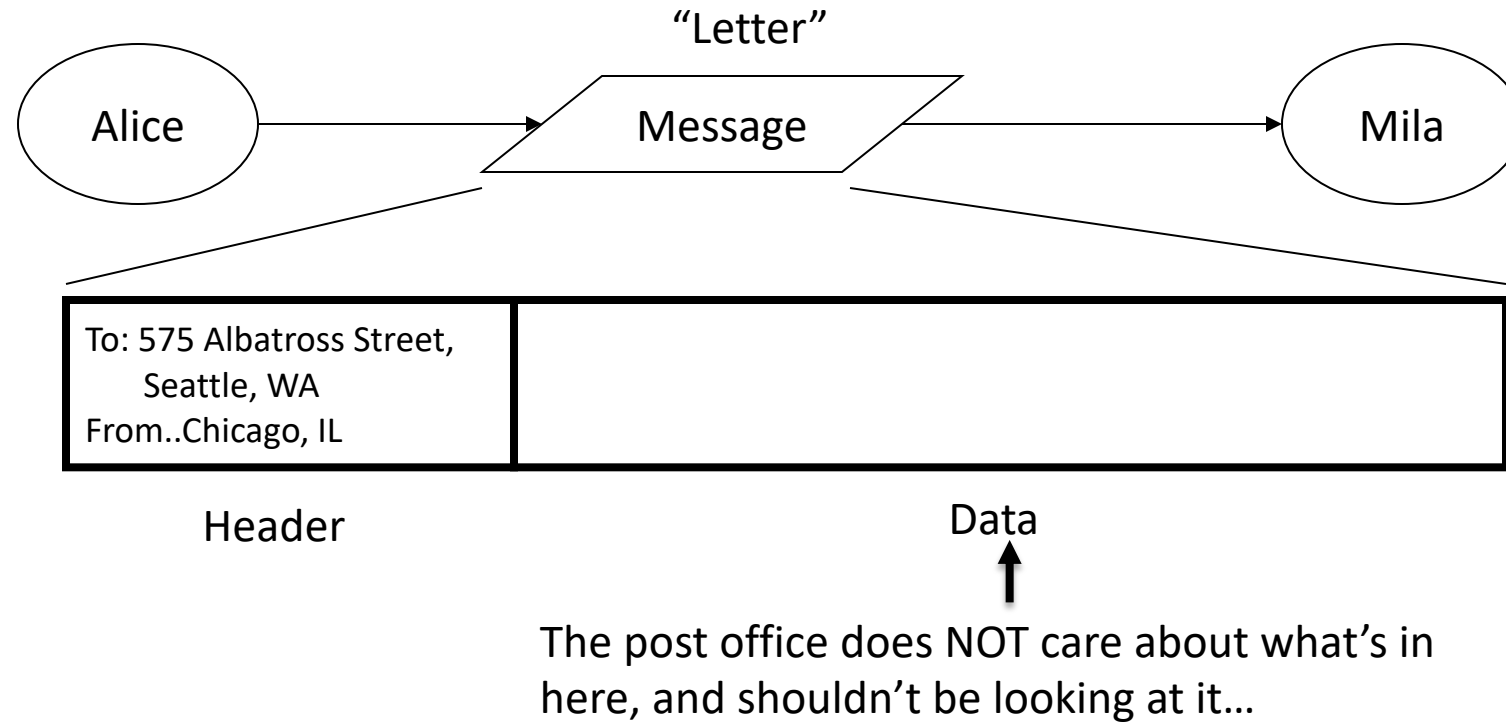 “Letter”
Alice
Message
Mila
To: 575 Albatross Street,
Seattle, WA
From..Chicago, IL
Header
Data
The post office does NOT care about what’s in
here, and shouldn’t be looking at it…